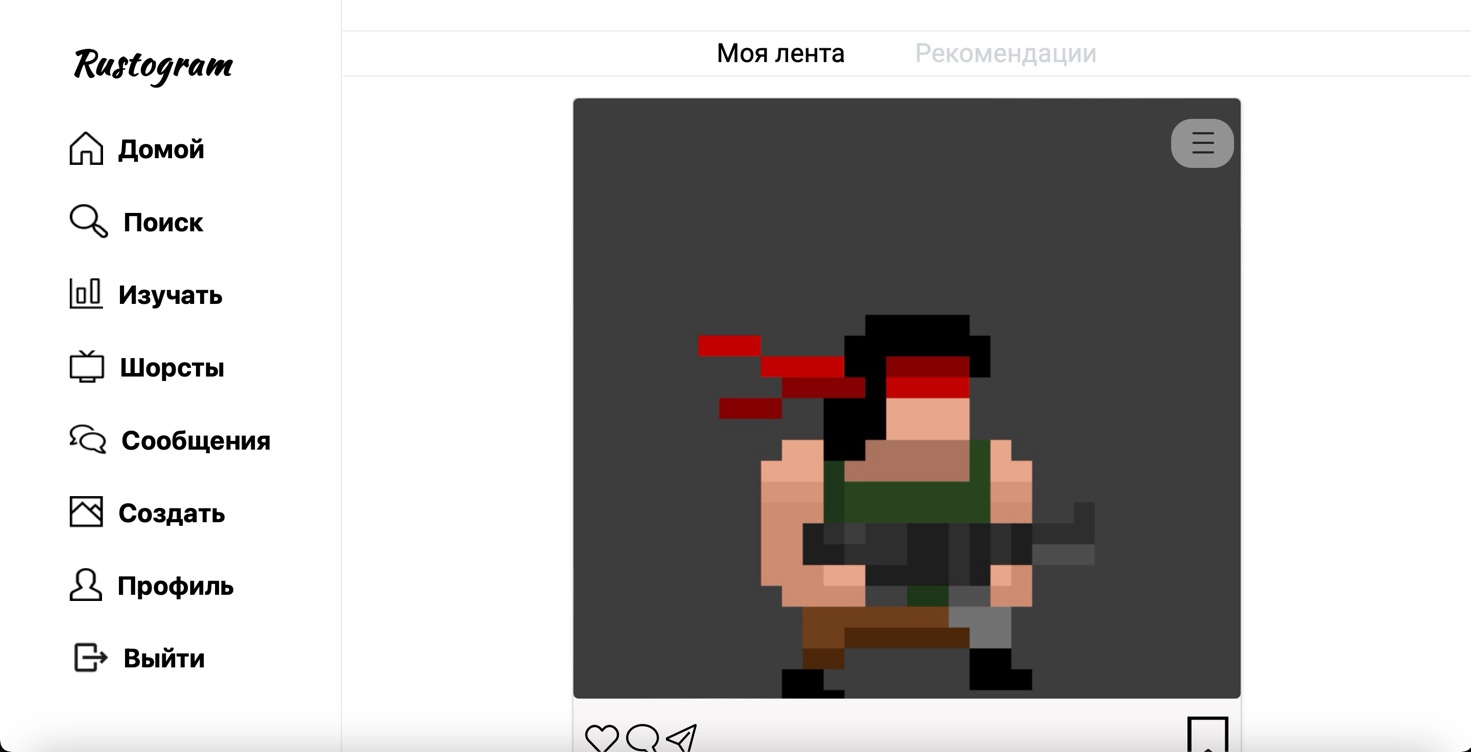 Rustogram
Домой
Поиск
Изучать
Шорсты
Сообщения
Создать
Профиль
Выйти
Моя лента
Рекомендации